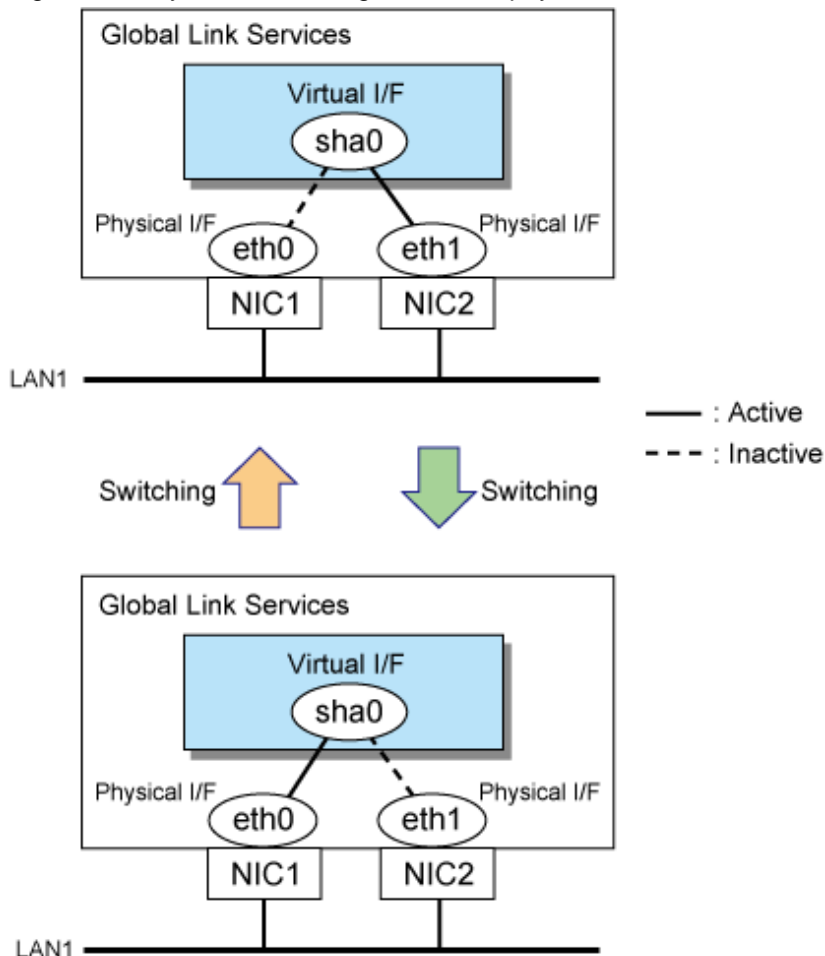 Global Link Services
Virtual I/F
sha0
Physical I/F
Physical I/F
eth0
eth1
NIC1
NIC2
LAN1
: Active
: Inactive
Switching
Switching
Global Link Services
Virtual I/F
sha0
Physical I/F
Physical I/F
eth0
eth1
NIC1
NIC2
LAN1